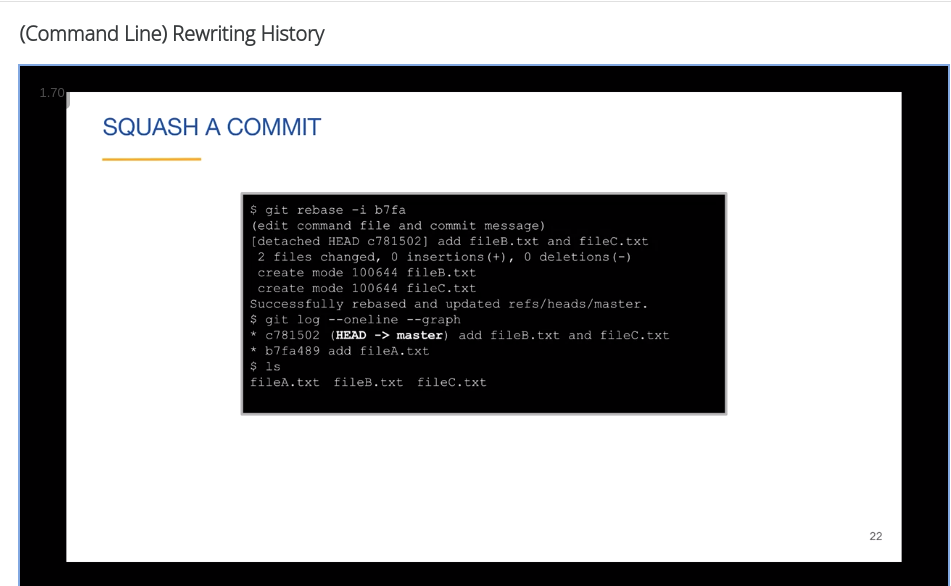 (Command Line) Rewriting History
1.70
SQUASH A COMMIT
$ git rebase -i b7fa
(edit command file and commit message)
[detached HEAD c781502] add fileB.txt and fileC.txt
 2 files changed, 0 insertions(+), 0 deletions(-)
 create mode 100644 fileB.txt
 create mode 100644 fileC.txt
Successfully rebased and updated refs/heads/master.
$ git log --oneline --graph
* c781502 (HEAD -> master) add fileB.txt and fileC.txt
* b7fa489 add fileA.txt
$ ls
fileA.txt  fileB.txt  fileC.txt
22